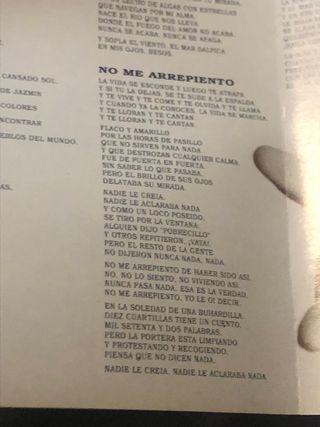 UN LECHO DE ALGAS CON ESTRELLAS
QUE NAVEGAN POR MI ALMA.
NACE EL RIO QUE NOS LLEVA
DONDE EL FUEGO DEL AMOR NO ACABA.
NUNCA SE ACABA, NUNCA SE APAGA.
Y SOPLA EL VIENTO, EL MAR SALPICA
EN MIS OJOS, BESOS.
CANSADO SOL.
DE JAZMIN
COLORES
NCONTRAR
EBLOS DEL MUNDO.
AS.
NO ME ARREPIENTO
LA VIDA SE ESCONDE Y LUEGO TE ATRAPA
Y SI TU LA DEJAS, SE TE SUBE A LA ESPALDA
Y TE VIVE Y TE COME Y TE OLVIDA Y TE LLAMA
Y CUANDO YA LA CONOCES, LA VIDA SE MARCHA,
Y TE LLORAN Y TE CANTAN
Y TE LLORAN Y TE CANTAN.
FLACO Y AMARILLO
POR LAS HORAS DE PASILLO
QUE NO SIRVEN PARA NADA
Y QUE DESTROZAN CUALQUIER CALMA
FUE DE PUERTA EN PUERTA,
SIN SABER LO QUE PASABA,
PERO EL BRILLO DE SUS OJOS
DELATABA SU MIRADA.
NADIE LE CREIA,
NADIE LE ACLARABA NADA
Y COMO UN LOCO POSEIDO,
SE TIRO POR LA VENTANA
ALGUIEN DIJO "POBRECILLO"
Y OTROS REPITIERON, ¡VAYA!,
PERO EL RESTO DE LA GENTE
NO DIJERON NUNCA NADA, NADA.
NO ME ARREPIENTO DE HABER SIDO ASI,
NO, NO LO SIENTO, NO VIVIENDO ASI,
NUNCA PASA NADA, ESA ES LA VERDAD,
NO ME ARREPIENTO, YO LE OI DECIR.
EN LA SOLEDAD DE UNA BUHARDILLA,
DIEZ CUARTILLAS TIENE UN CUENTO,
MIL SETENTA Y DOS PALABRAS,
PERO LA PORTERA ESTA LIMPIANDO
Y PROTESTANDO Y RECOGIENDO,
PIENSA QUE NO DICEN NADA.
NADIE LE CREIA, NADIE LE ACLARABA NADA